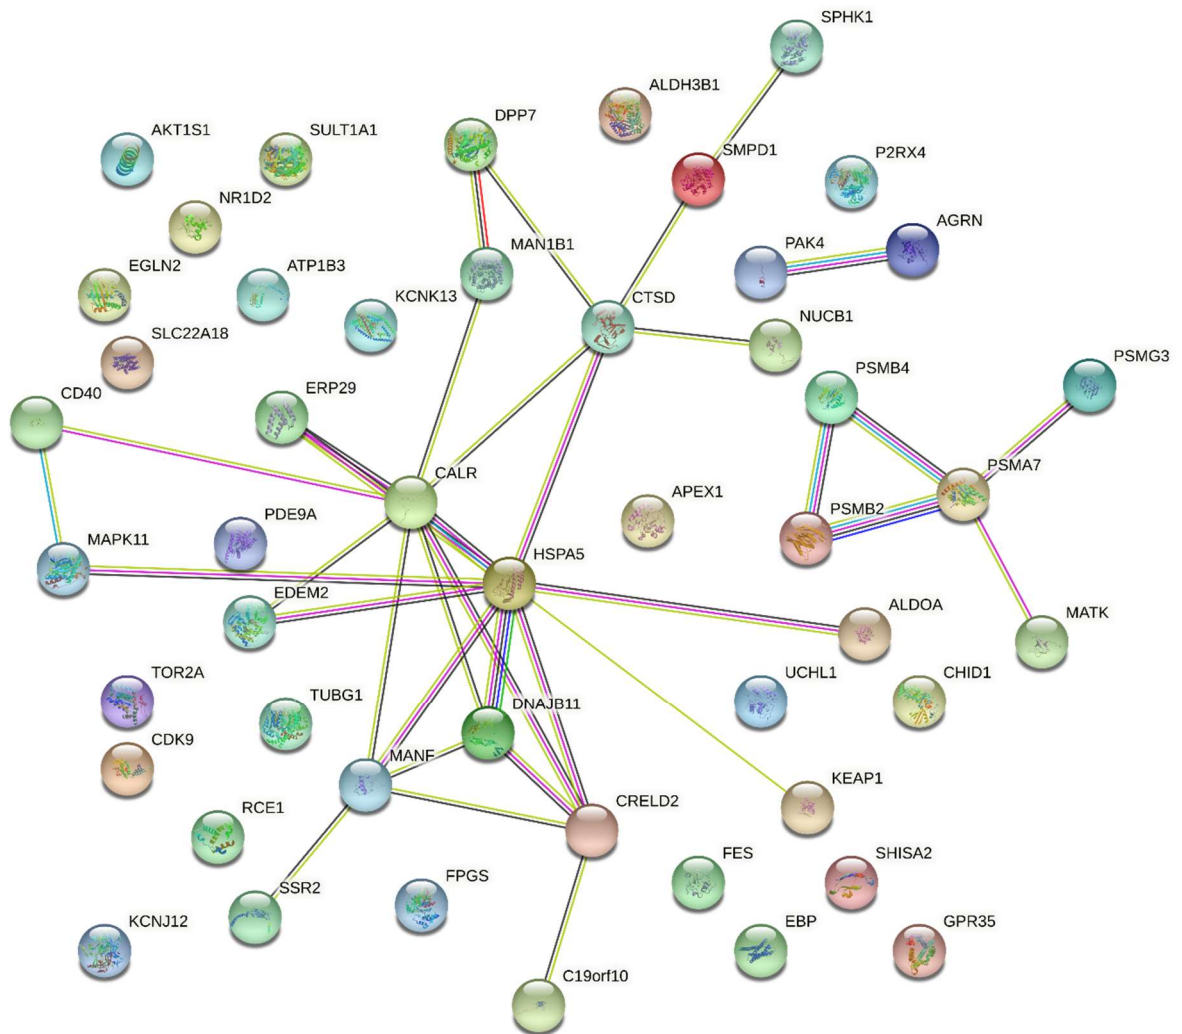 SPHK1
ALDH3B1
DPP7
AKT1S1
SULT1A1
SMPD1
P2RX4
NR1D2
AGRN
PAK4
MAN1B1
EGLN2
ATP1B3
CTSD
KCNK13
NUCB1
SLC22A18
PSMG3
PSMB4
CD40
ERP29
PSMA7
CALR
APEX1
PSMB2
PDE9A
MAPK11
HSPA5
EDEM2
ALDOA
MATK
TOR2A
UCHL1
CHID1
TUBG1
DNAJB11
CDK9
MANF
KEAP1
CRELD2
RCE1
FES
SHISA2
SSR2
FPGS
KCNJ12
EBP
GPR35
C19orf10